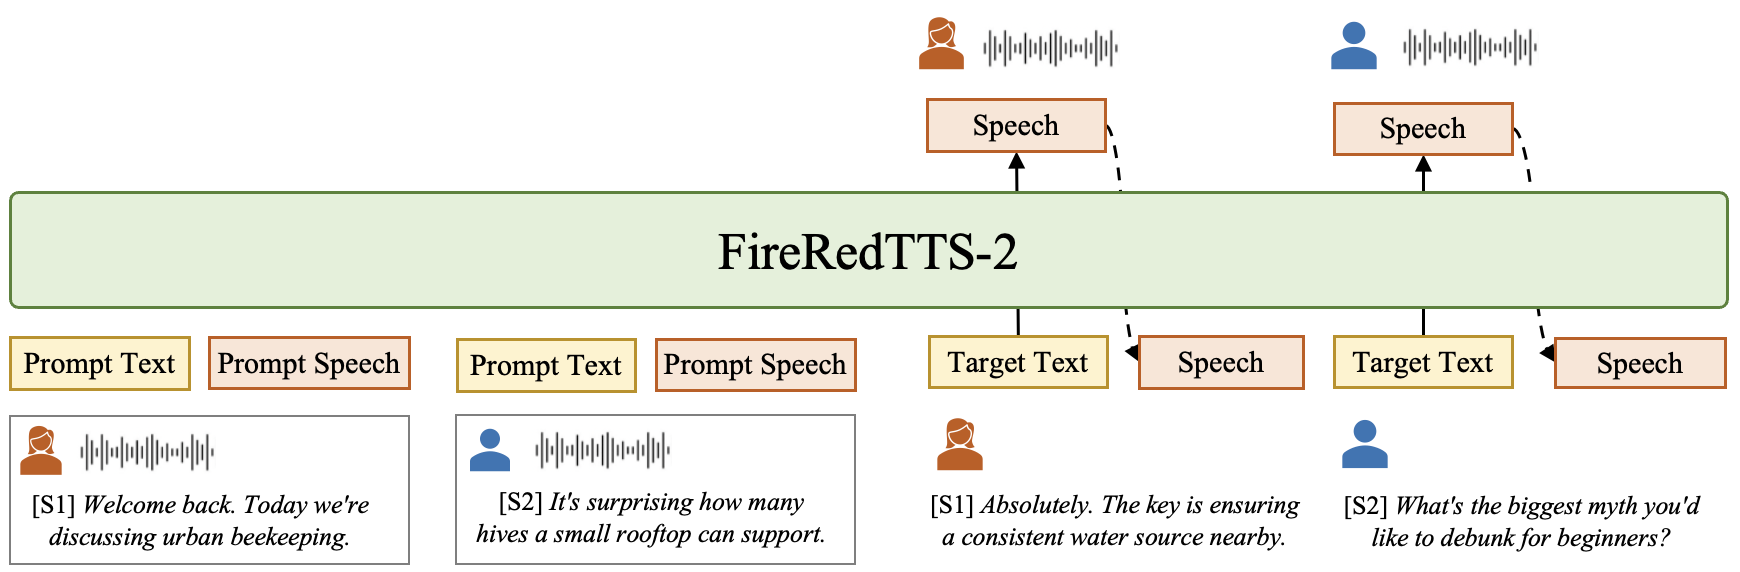 Speech
Speech
FireRedTTS-2
Prompt Text
Prompt Speech
Prompt Text
Prompt Speech
Target Text
Speech
Target Text
Speech
[S1] Welcome back. Today we're
discussing urban beekeeping.
[S2] It's surprising how many
hives a small rooftop can support.
[S1] Absolutely. The key is ensuring
a consistent water source nearby.
[S2] What's the biggest myth you'd
like to debunk for beginners?